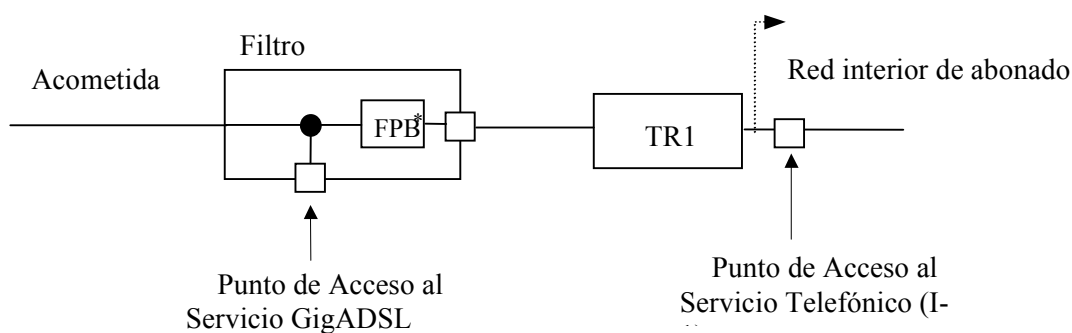 Filtro
Acometida
Red interior de abonado
FPB*
TR1
Punto de Acceso al
Servicio GigADSL
Punto de Acceso al
Servicio Telefónico (I-